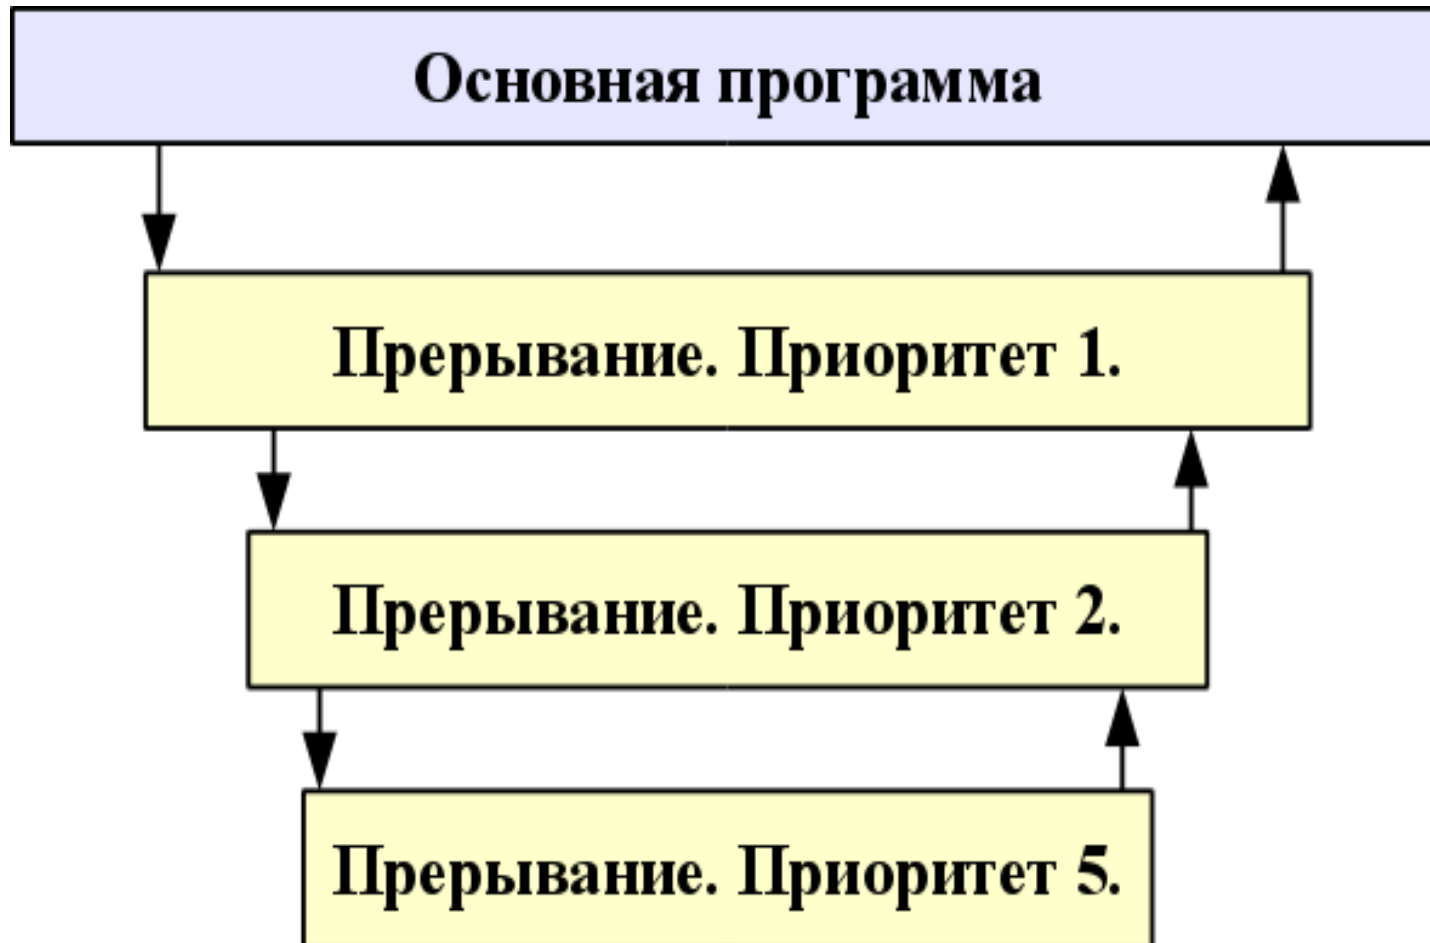 Основная программа
Прерывание. Приоритет 1.
Прерывание. Приоритет 2.
Прерывание. Приоритет 5.